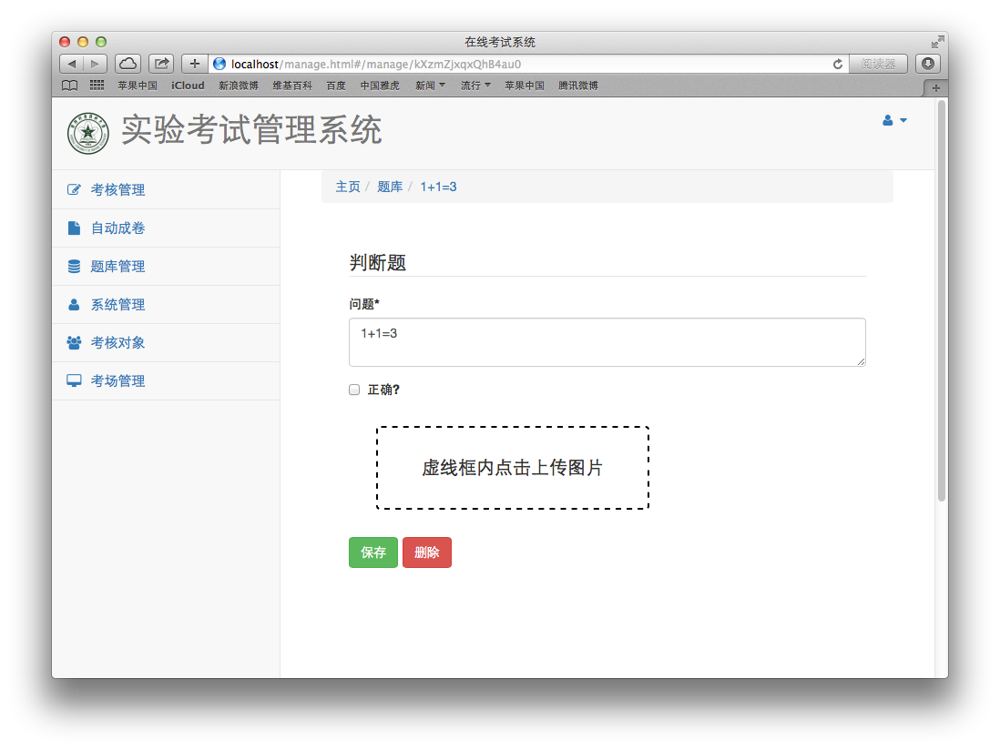 在线考试系统
localhost/manage.html#/manage/kXzmZjxqxQhB4au0
阅读器
苹果中国 iCloud 新浪微博 维基百科 百度 中国雅虎 新闻 流行 苹果中国 腾讯微博
实验考试管理系统
考核管理
自动成卷
题库管理
系统管理
考核对象
考场管理
主页 / 题库 / 1+1=3
判断题
问题*
1+1=3
正确?
虚线框内点击上传图片
保存 删除